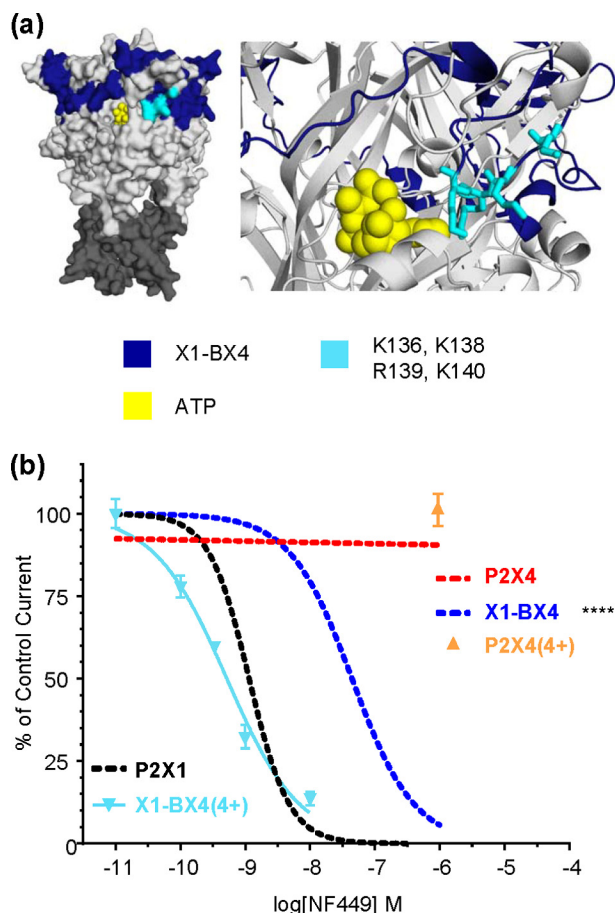 (a)
X1-BX4
K136, K138
R139, K140
ATP
(b)
% of Control Current
100
75
50
25
0
P2X4
X1-BX4 ****
P2X4(4+)
P2X1
X1-BX4(4+)
-11 -10 -9 -8 -7 -6 -5 -4
log[NF449] M